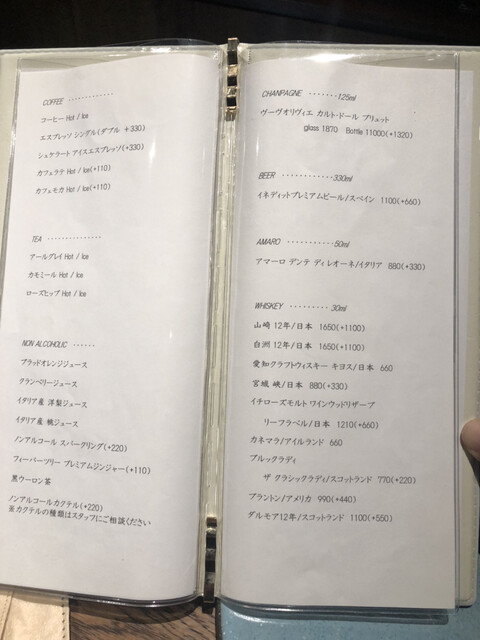 COFFEE ..............
コーヒー Hot / Ice
エスプレッソ シングル(ダブル +330)
シェケラート アイスエスプレッソ(+330)
カフェラテ Hot / Ice(+110)
カフェモカ Hot / Ice(+110)
TEA ................
アールグレイ Hot / Ice
カモミール Hot / Ice
ローズヒップ Hot / Ice
NON ALCOHOLIC ......
ブラッドオレンジジュース
クランベリージュース
イタリア産 洋梨ジュース
イタリア産 桃ジュース
ノンアルコール スパークリング(+220)
フィーバーツリー プレミアムジンジャー(+110)
黒ウーロン茶
ノンアルコールカクテル(+220)
※カクテルの種類はスタッフにご相談ください
CHANPAGNE ........125ml
ヴーヴオリヴィエ カルト・ドール ブリュット
glass 1870 Bottle 11000(+1320)
BEER ............330ml
イネディットプレミアムビール/スペイン 1100(+660)
AMARO ............50ml
アマーロ デンテ ディ レオーネ/イタリア 880(+330)
WHISKEY .......... 30ml
山崎 12年/日本 1650(+1100)
白洲 12年/日本 1650(+1100)
愛知クラフトウィスキー キヨス/日本 660
宮城 峡/日本 880(+330)
イチローズモルト ワインウッドリザーブ
リーフラベル/日本 1210(+660)
カネマラ/アイルランド 660
ブルックラディ
ザ クラシックラディ/スコットランド 770(+220)
ブラントン/アメリカ 990(+440)
ダルモア12年/スコットランド 1100(+550)